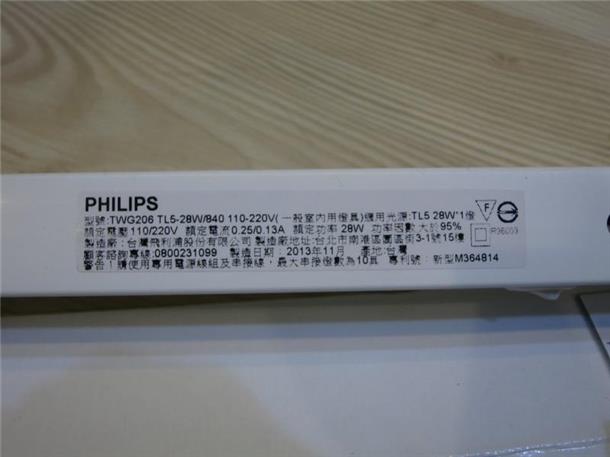 PHILIPS
型號:TWG206 TL5-28W/840 110-220V(一般室內用燈具)適用光源:TL5 28W*1燈
額定電壓110/220V 額定電流0.25/0.13A 額定功率28W 功率因數大於95%
製造廠:台灣飛利浦股份有限公司 製造廠地址:台北市南港區園區街3-1號15樓
顧客諮詢專線:0800231099 製造日期:2013年11月 產地:台灣
警告!請使用專用電源線組及串接線,最大串接燈數為10具 專利號:新型M364814
F